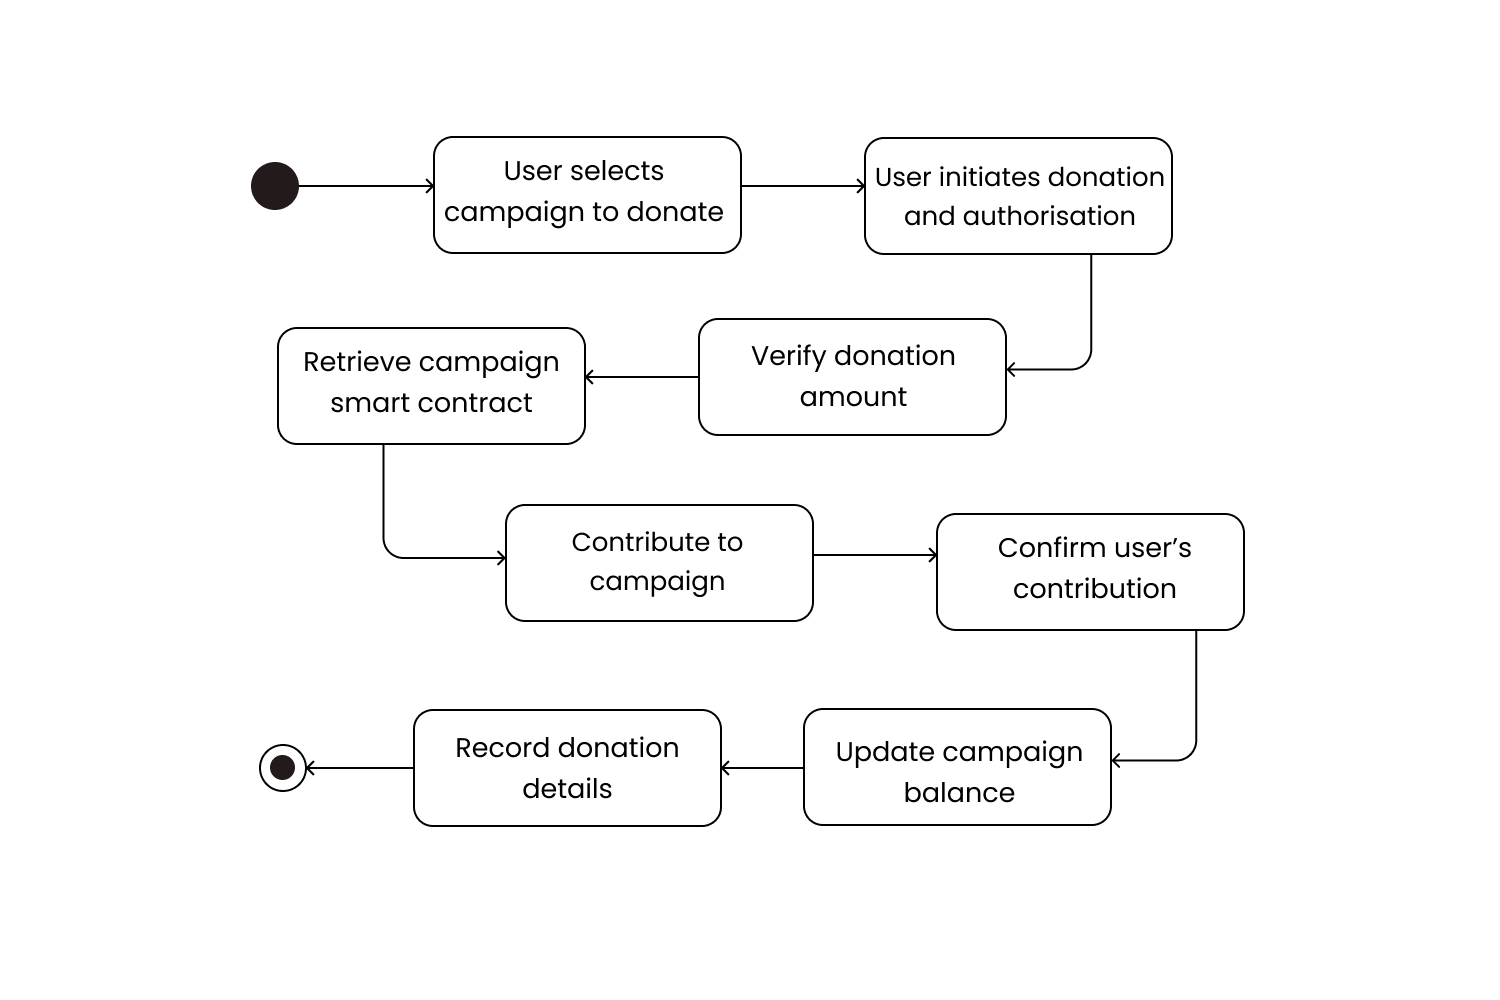 User selects
campaign to donate
User initiates donation
and authorisation
Verify donation
amount
Retrieve campaign
smart contract
Contribute to
campaign
Confirm user’s
contribution
Update campaign
balance
Record donation
details